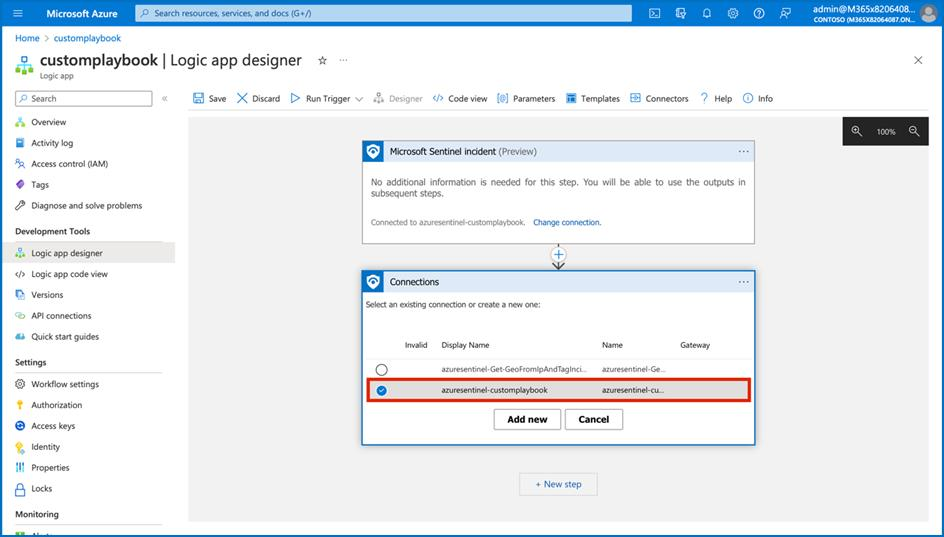 Microsoft Azure
Search resources, services, and docs (G+/)
admin@M365x8206408...
CONTOSO (M365X82064087.ON...
Home > customplaybook
customplaybook | Logic app designer
Logic app
Search
Save
Discard
Run Trigger
Designer
Code view
Parameters
Templates
Connectors
Help
Info
Overview
Activity log
Access control (IAM)
Tags
Diagnose and solve problems
Development Tools
Logic app designer
Logic app code view
Versions
API connections
Quick start guides
Settings
Workflow settings
Authorization
Access keys
Identity
Properties
Locks
Monitoring
100%
Microsoft Sentinel incident (Preview)
No additional information is needed for this step. You will be able to use the outputs in
subsequent steps.
Connected to azuresentinel-customplaybook. Change connection.
Connections
Select an existing connection or create a new one:
Invalid Display Name Name Gateway
azuresentinel-Get-GeoFromIpAndTagInci... azuresentinel-Ge...
azuresentinel-customplaybook azuresentinel-cu...
Add new Cancel
+ New step